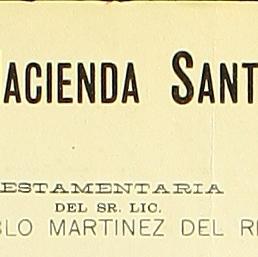 ACIENDA SANT
ESTAMENTARIA
DEL SR. LIC.
BLO MARTINEZ DEL R